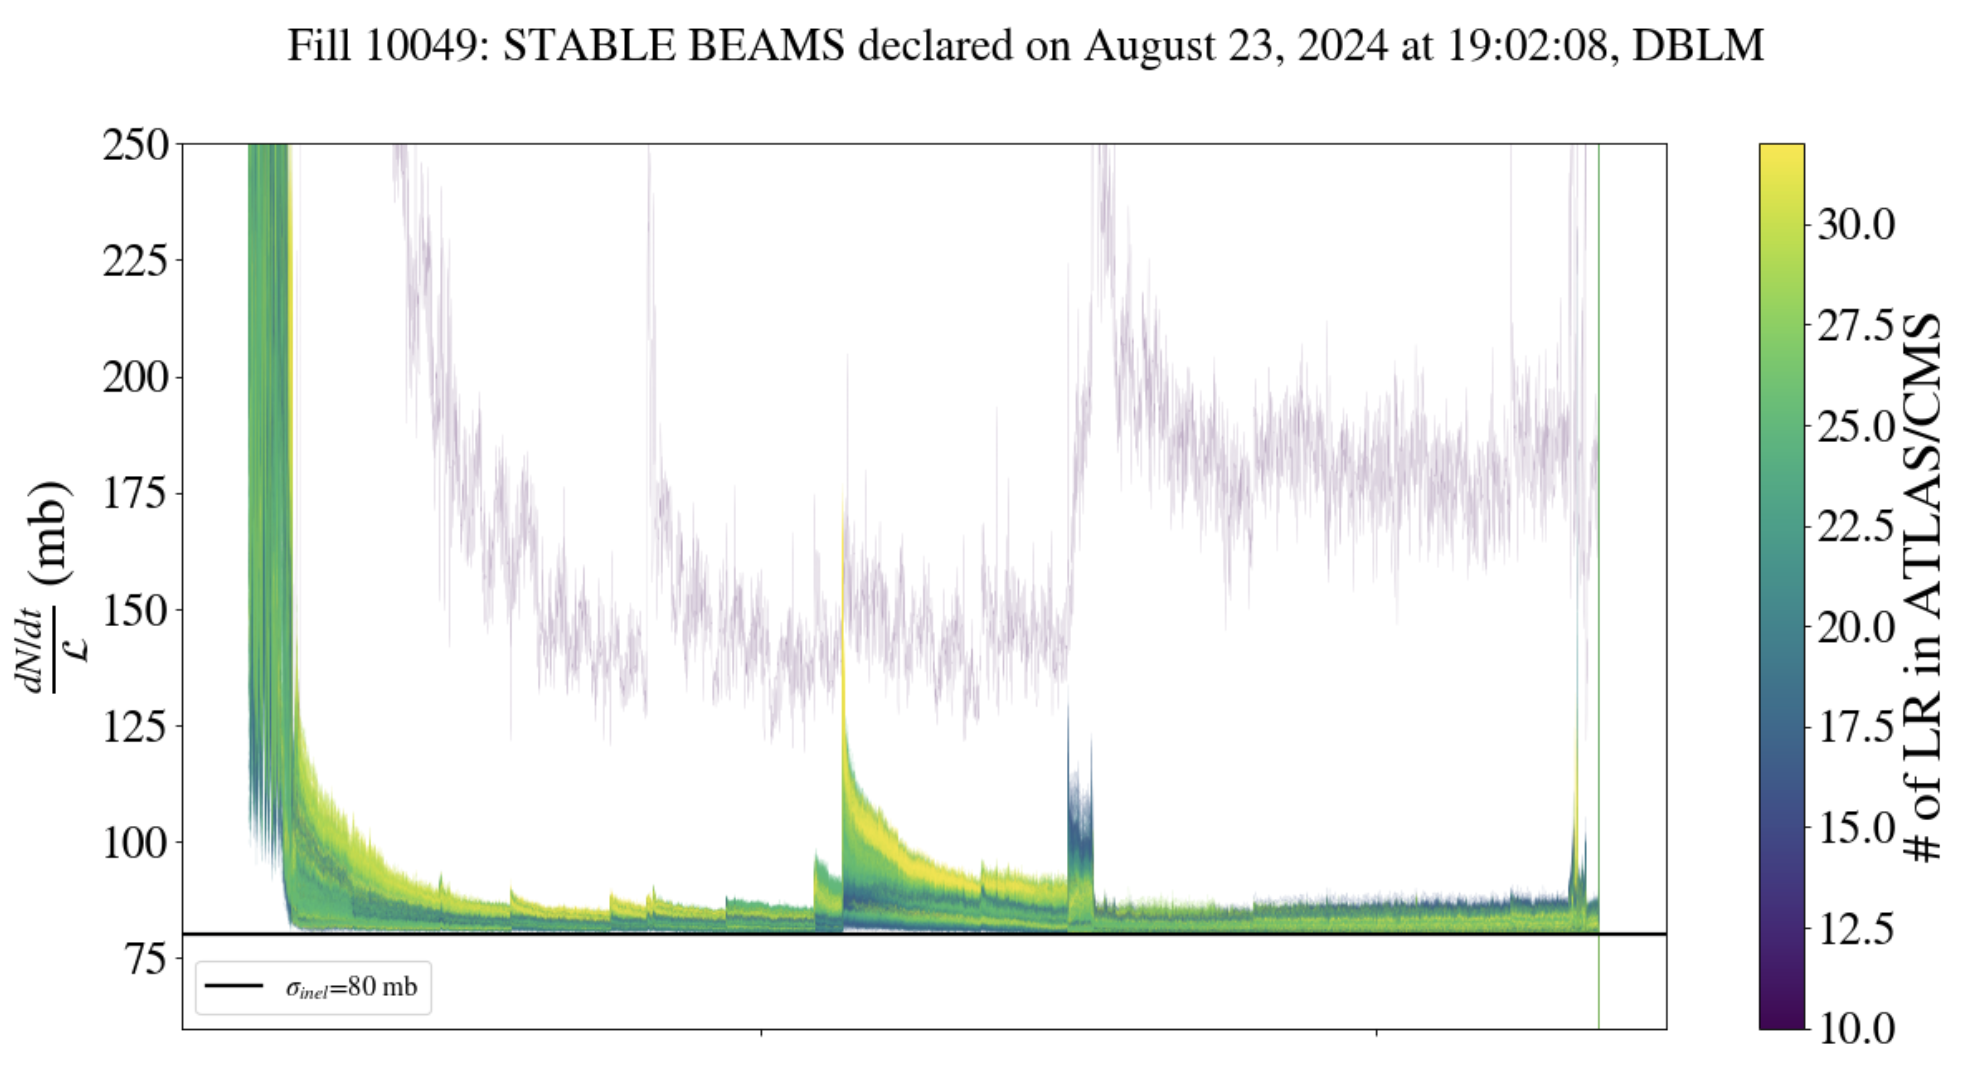 Fill 10049: STABLE BEAMS declared on August 23, 2024 at 19:02:08, DBLM
250
225
200
175
150
125
100
75
dN/dt
ℒ
(mb)
σinel=80 mb
30.0
27.5
25.0
22.5
20.0
17.5
15.0
12.5
10.0
# of LR in ATLAS/CMS